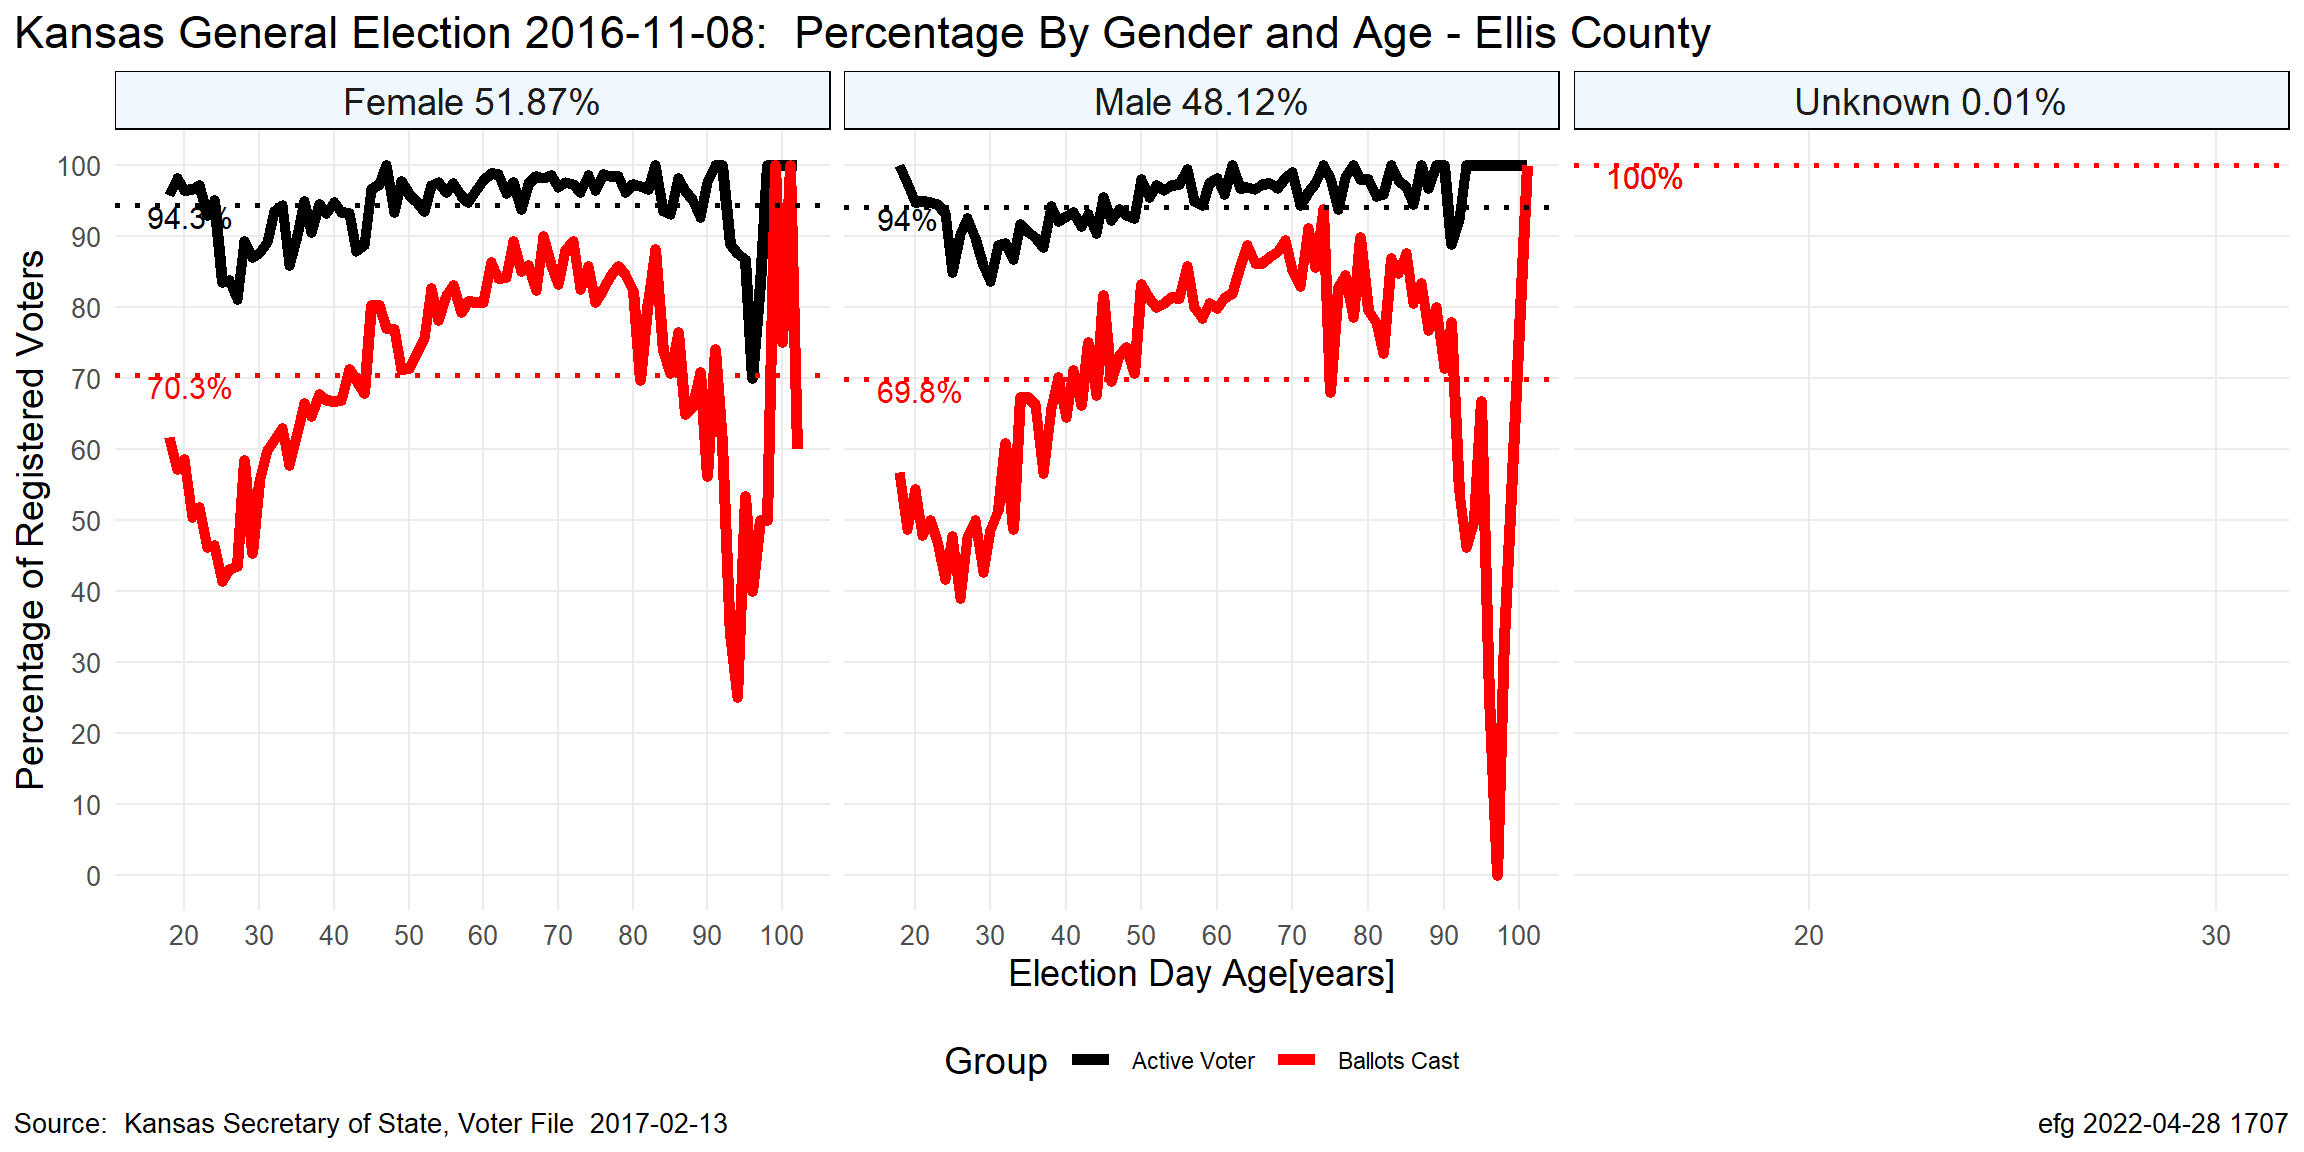 Kansas General Election 2016-11-08:  Percentage By Gender and Age - Ellis County
Female 51.87%
Male 48.12%
Unknown 0.01%
Percentage of Registered Voters
100
90
80
70
60
50
40
30
20
10
0
94.3%
70.3%
94%
69.8%
100%
20 30 40 50 60 70 80 90 100
20 30 40 50 60 70 80 90 100
20 30
Election Day Age[years]
Group Active Voter Ballots Cast
Source:  Kansas Secretary of State, Voter File  2017-02-13
efg 2022-04-28 1707